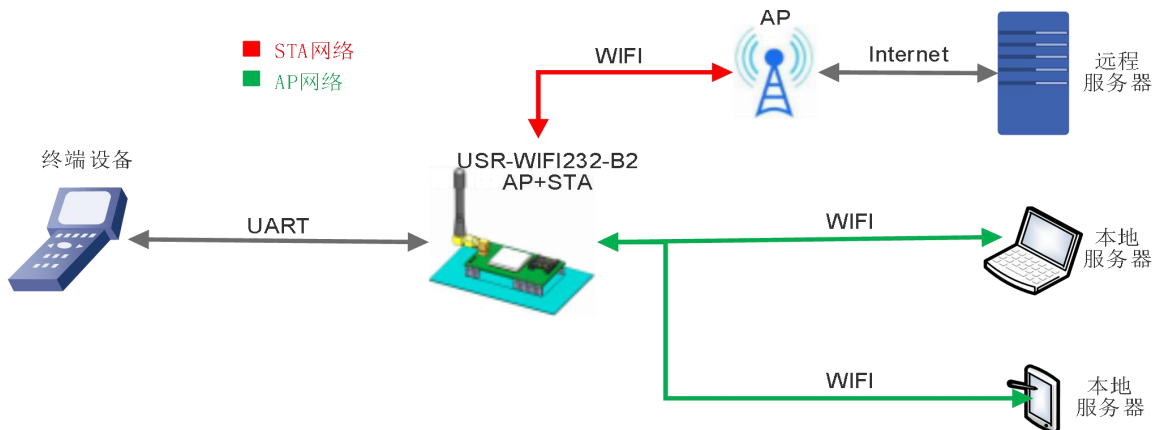 AP
STA网络
AP网络
WIFI
Internet
远程
服务器
终端设备
USR-WIFI232-B2
AP+STA
UART
WIFI
本地
服务器
WIFI
本地
服务器